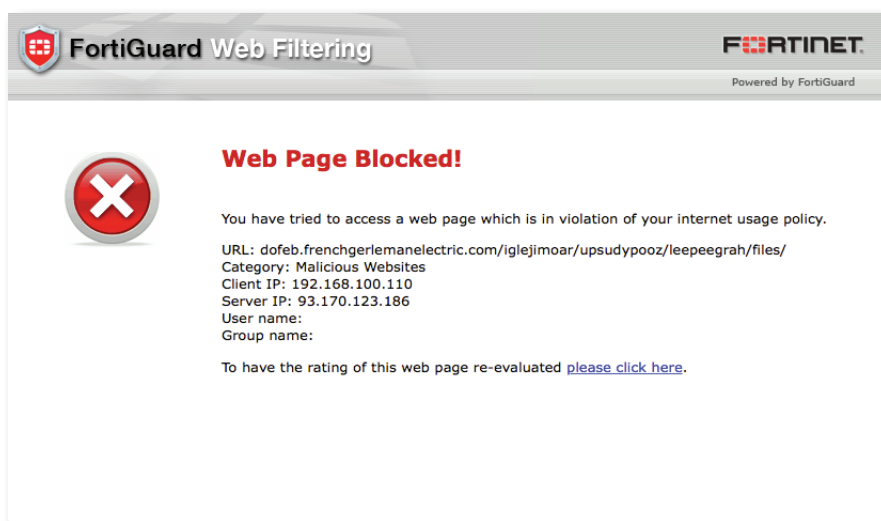 FortiGuard Web Filtering
FORTINET.
Powered by FortiGuard
Web Page Blocked!
You have tried to access a web page which is in violation of your internet usage policy.
URL: dofeb.frenchgerlemanelectric.com/iglejimoar/upsudypooz/leepeegrah/files/
Category: Malicious Websites
Client IP: 192.168.100.110
Server IP: 93.170.123.186
User name:
Group name:
To have the rating of this web page re-evaluated please click here.